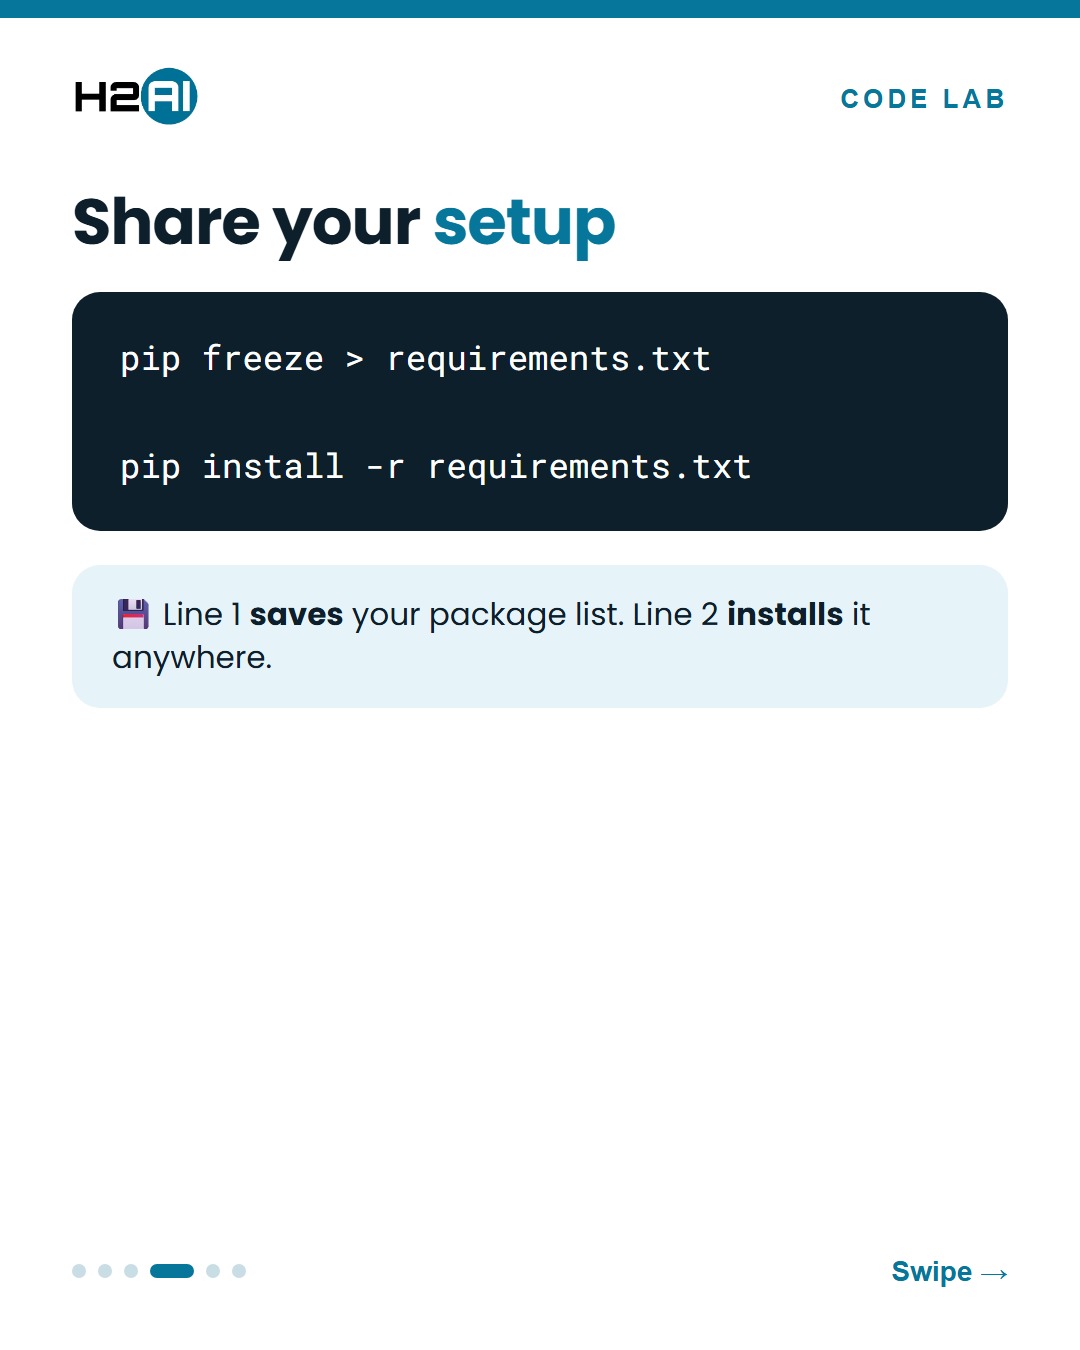 H2AI
CODE LAB
Share your setup
pip freeze > requirements.txt
pip install -r requirements.txt
💾 Line 1 saves your package list. Line 2 installs it
anywhere.
Swipe →